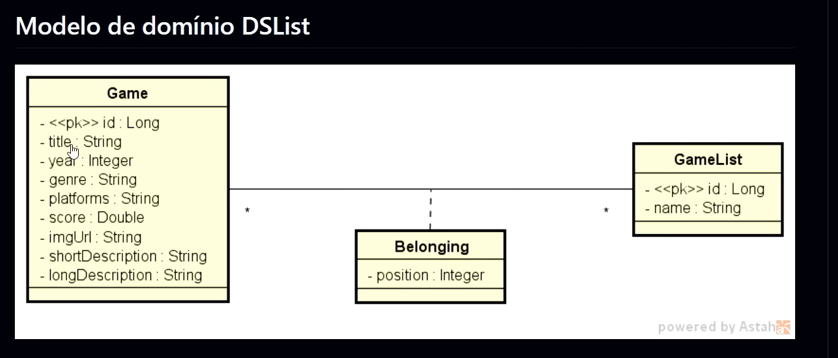 Modelo de domínio DSList
Game
- <<pk>> id : Long
- title : String
- year : Integer
- genre : String
- platforms : String
- score : Double
- imgUrl : String
- shortDescription : String
- longDescription : String
*
*
Belonging
- position : Integer
GameList
- <<pk>> id : Long
- name : String
powered by Astah